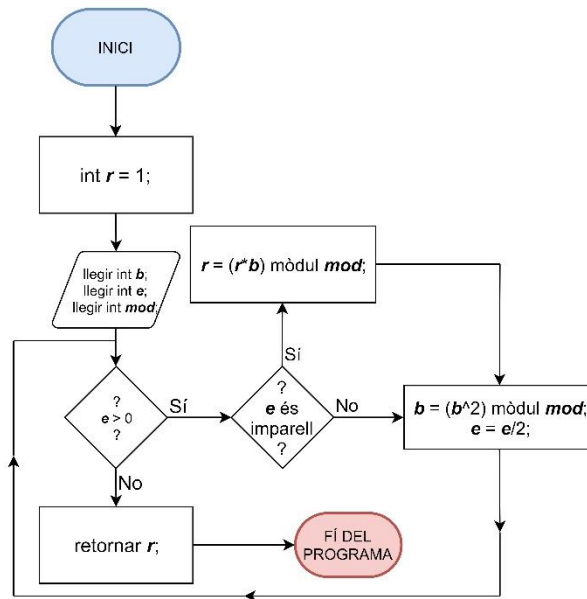 INICI
int r = 1;
llegir int b;
llegir int e;
llegir int mod;
?
e > 0
?
Sí
No
?
e és
imparell
?
Sí
No
r = (r*b) mòdul mod;
b = (b^2) mòdul mod;
e = e/2;
retornar r;
FÍ DEL
PROGRAMA